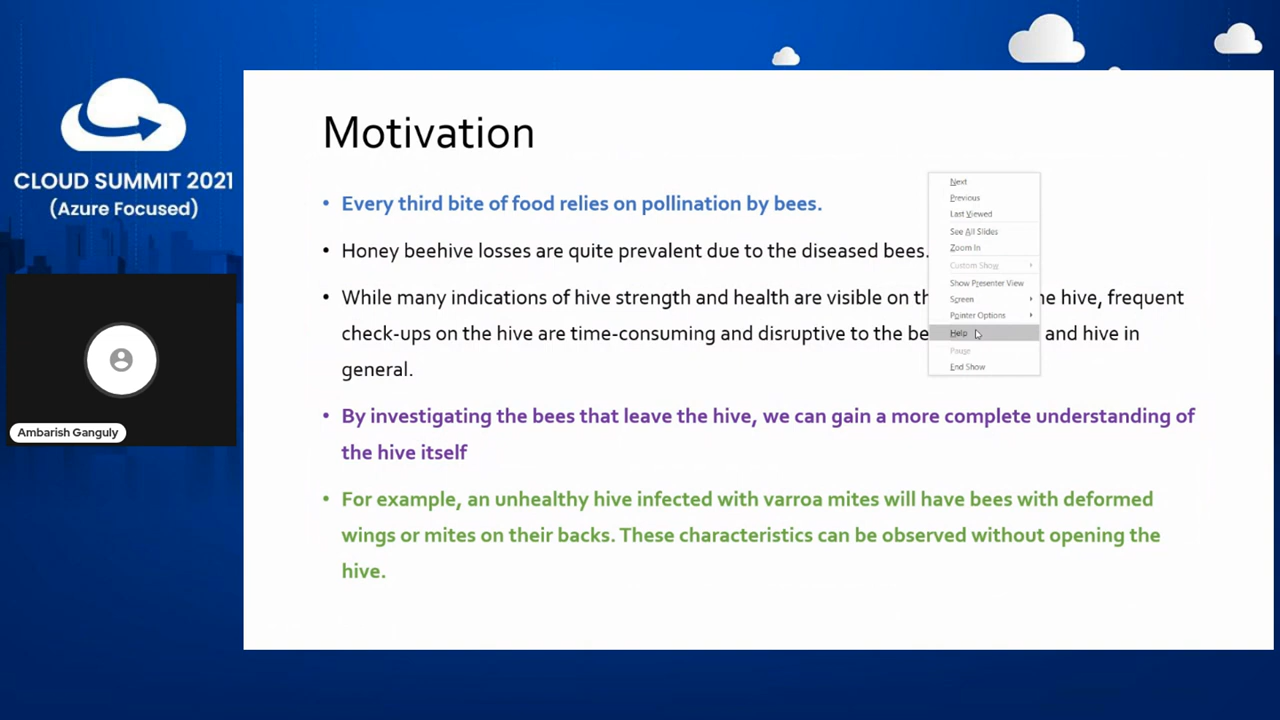 CLOUD SUMMIT 2021
(Azure Focused)
Ambarish Ganguly
Motivation
• Every third bite of food relies on pollination by bees.
• Honey beehive losses are quite prevalent due to the diseased bees.
• While many indications of hive strength and health are visible on th he hive, frequent
check-ups on the hive are time-consuming and disruptive to the be and hive in
general.
• By investigating the bees that leave the hive, we can gain a more complete understanding of
the hive itself
• For example, an unhealthy hive infected with varroa mites will have bees with deformed
wings or mites on their backs. These characteristics can be observed without opening the
hive.
Next
Previous
Last Viewed
See All Slides
Zoom In
Custom Show
Show Presenter View
Screen
Pointer Options
Help
Pause
End Show